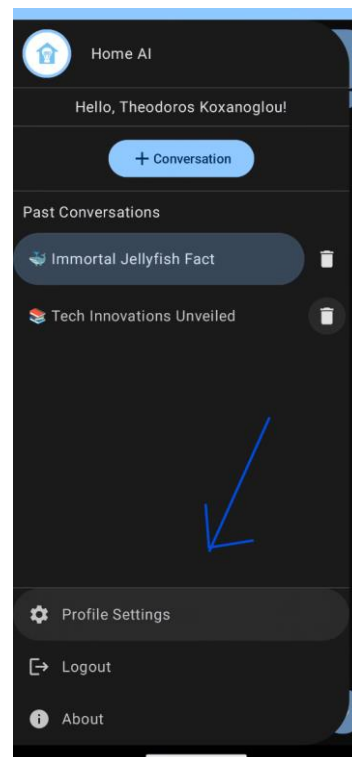 Home AI
Hello, Theodoros Koxanoglou!
+ Conversation
Past Conversations
🐳 Immortal Jellyfish Fact
📚 Tech Innovations Unveiled
Profile Settings
Logout
About